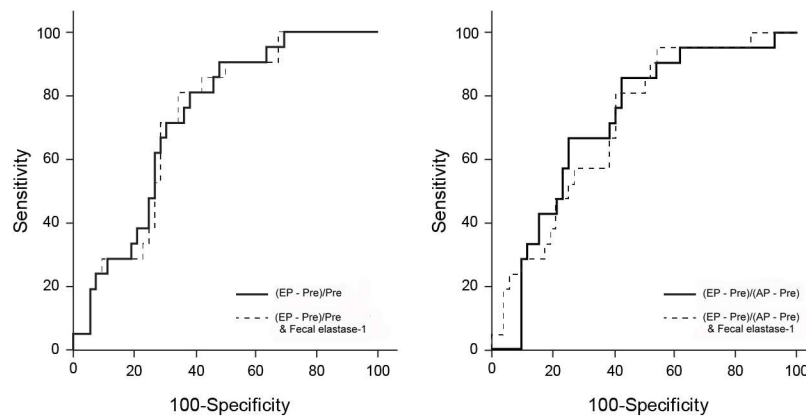 100
80
60
40
20
0
Sensitivity
0 20 40 60 80 100
100-Specificity
(EP - Pre)/Pre
(EP - Pre)/Pre
& Fecal elastase-1
100
80
60
40
20
0
Sensitivity
0 20 40 60 80 100
100-Specificity
(EP - Pre)/(AP - Pre)
(EP - Pre)/(AP - Pre)
& Fecal elastase-1